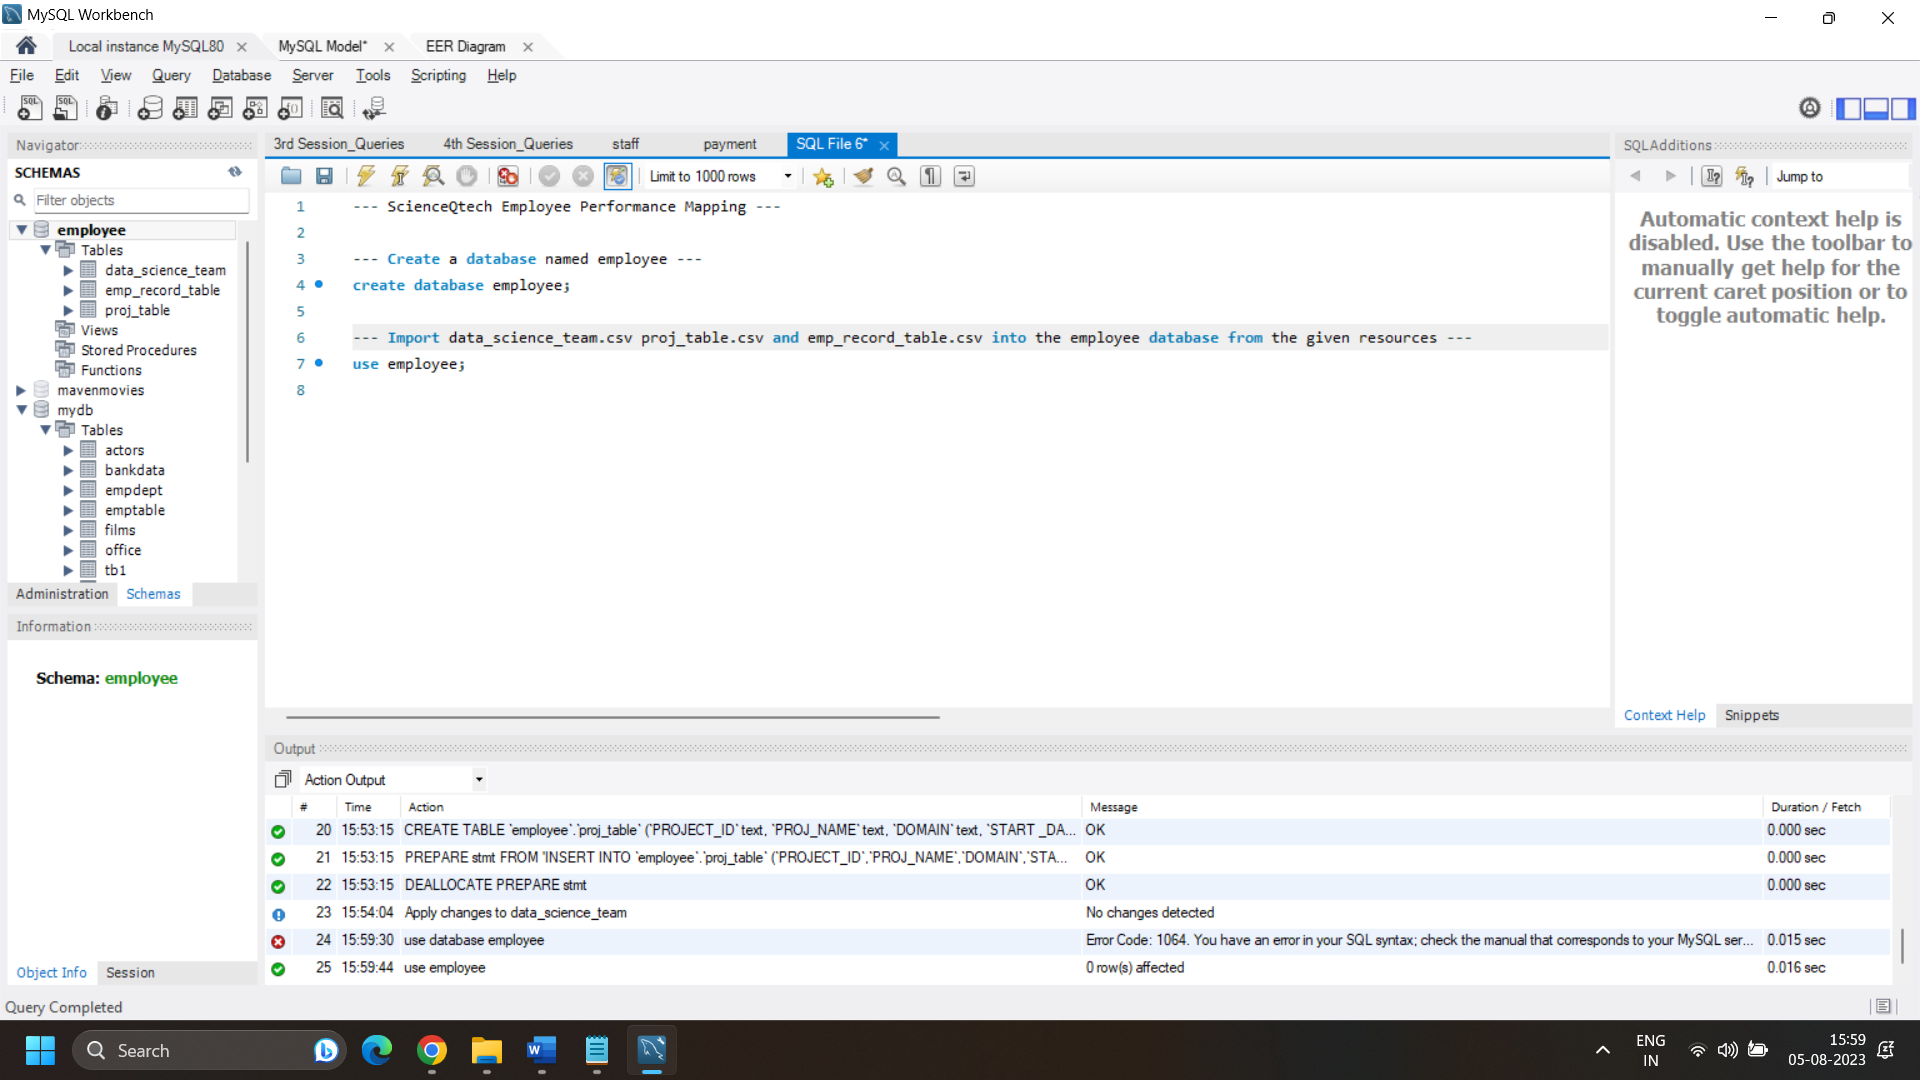 MySQL Workbench
Local instance MySQL80
MySQL Model*
EER Diagram
File Edit View Query Database Server Tools Scripting Help
Navigator
SCHEMAS
Filter objects
employee
Tables
data_science_team
emp_record_table
proj_table
Views
Stored Procedures
Functions
mavenmovies
mydb
Tables
actors
bankdata
empdept
emptable
films
office
tb1
Administration Schemas
Information
Schema: employee
Object Info Session
Query Completed
3rd Session_Queries 4th Session_Queries staff payment SQL File 6*
Limit to 1000 rows
1 --- ScienceQtech Employee Performance Mapping ---
2
3 --- Create a database named employee ---
4 create database employee;
5
6 --- Import data_science_team.csv proj_table.csv and emp_record_table.csv into the employee database from the given resources ---
7 use employee;
8
SQLAdditions
Jump to
Automatic context help is
disabled. Use the toolbar to
manually get help for the
current caret position or to
toggle automatic help.
Context Help Snippets
Output
Action Output
# Time Action Message Duration / Fetch
20 15:53:15 CREATE TABLE `employee`.`proj_table` (`PROJECT_ID` text, `PROJ_NAME` text, `DOMAIN` text, `START _DA... OK 0.000 sec
21 15:53:15 PREPARE stmt FROM 'INSERT INTO `employee`.`proj_table` (`PROJECT_ID`,`PROJ_NAME`,`DOMAIN`,`STA... OK 0.000 sec
22 15:53:15 DEALLOCATE PREPARE stmt OK 0.000 sec
23 15:54:04 Apply changes to data_science_team No changes detected
24 15:59:30 use database employee Error Code: 1064. You have an error in your SQL syntax; check the manual that corresponds to your MySQL ser... 0.015 sec
25 15:59:44 use employee 0 row(s) affected 0.016 sec
Search
ENG
IN
15:59
05-08-2023